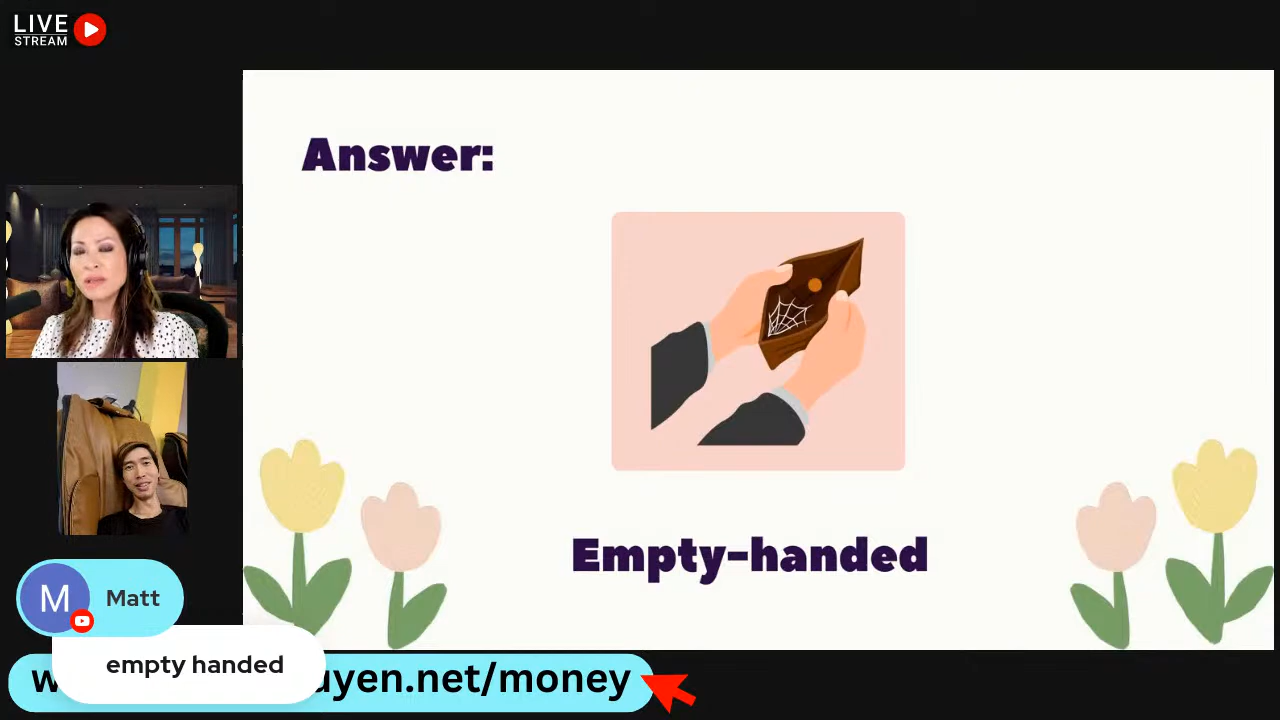 LIVE
STREAM
Answer:
Empty-handed
M
Matt
empty handed
uyen.net/money